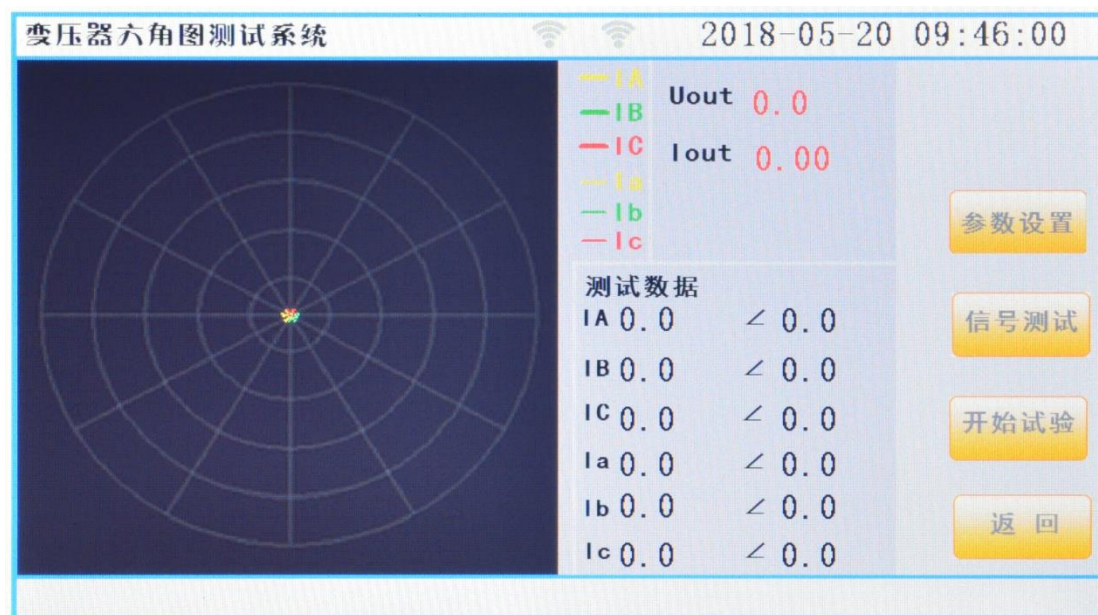 变压器六角图测试系统 2018-05-20 09:46:00
IA
IB
IC
Ia
Ib
Ic
Uout 0.0
Iout 0.00
测试数据
IA 0.0 ∠ 0.0
IB 0.0 ∠ 0.0
IC 0.0 ∠ 0.0
Ia 0.0 ∠ 0.0
Ib 0.0 ∠ 0.0
Ic 0.0 ∠ 0.0
参数设置
信号测试
开始试验
返回